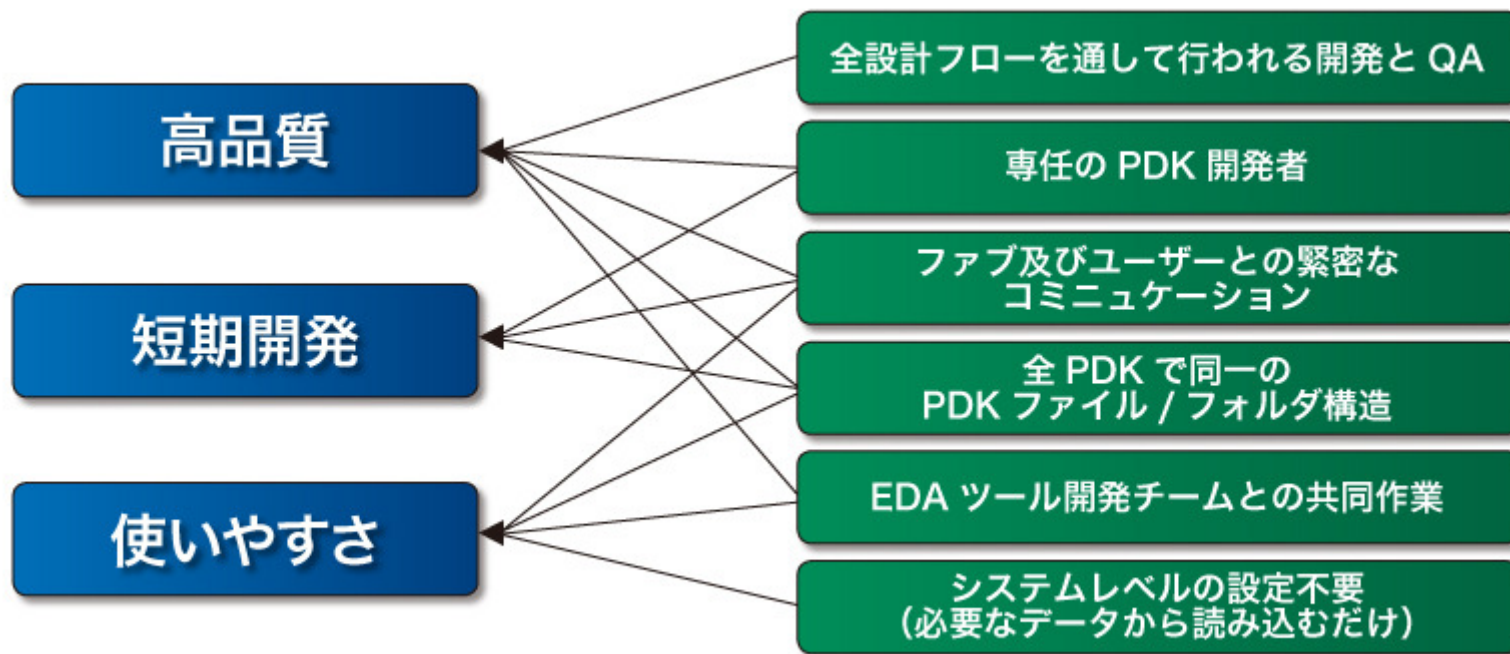 高品質
短期開発
使いやすさ
全設計フローを通して行われる開発と QA
専任の PDK 開発者
ファブ及びユーザーとの緊密な
コミニュケーション
全 PDK で同一の
PDK ファイル / フォルダ構造
EDA ツール開発チームとの共同作業
システムレベルの設定不要
（必要なデータから読み込むだけ）